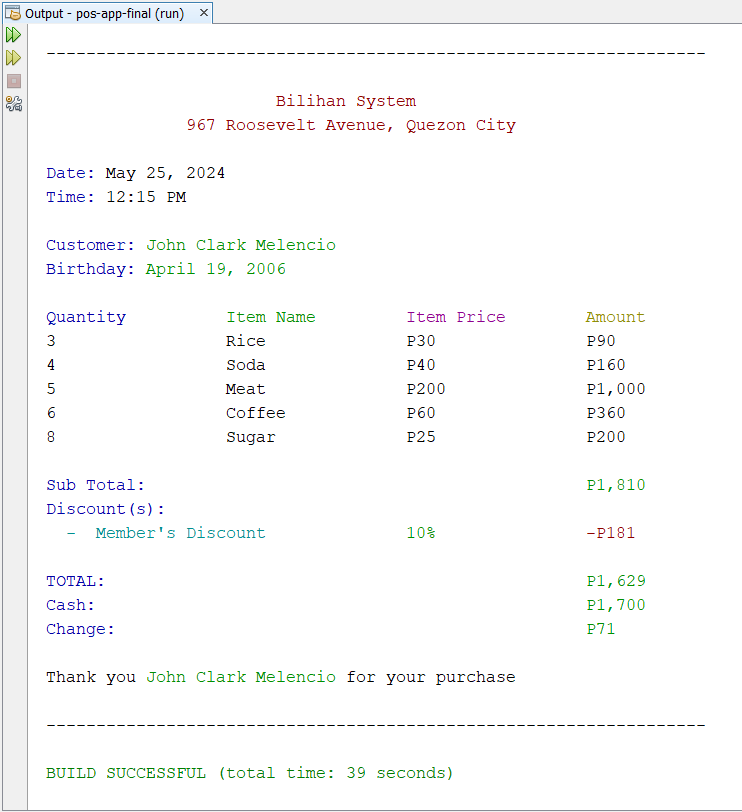 Output - pos-app-final (run) ×
------------------------------------------------------------------
Bilihan System
967 Roosevelt Avenue, Quezon City
Date: May 25, 2024
Time: 12:15 PM
Customer: John Clark Melencio
Birthday: April 19, 2006
Quantity Item Name Item Price Amount
3 Rice P30 P90
4 Soda P40 P160
5 Meat P200 P1,000
6 Coffee P60 P360
8 Sugar P25 P200
Sub Total: P1,810
Discount(s):
- Member's Discount 10% -P181
TOTAL: P1,629
Cash: P1,700
Change: P71
Thank you John Clark Melencio for your purchase
------------------------------------------------------------------
BUILD SUCCESSFUL (total time: 39 seconds)